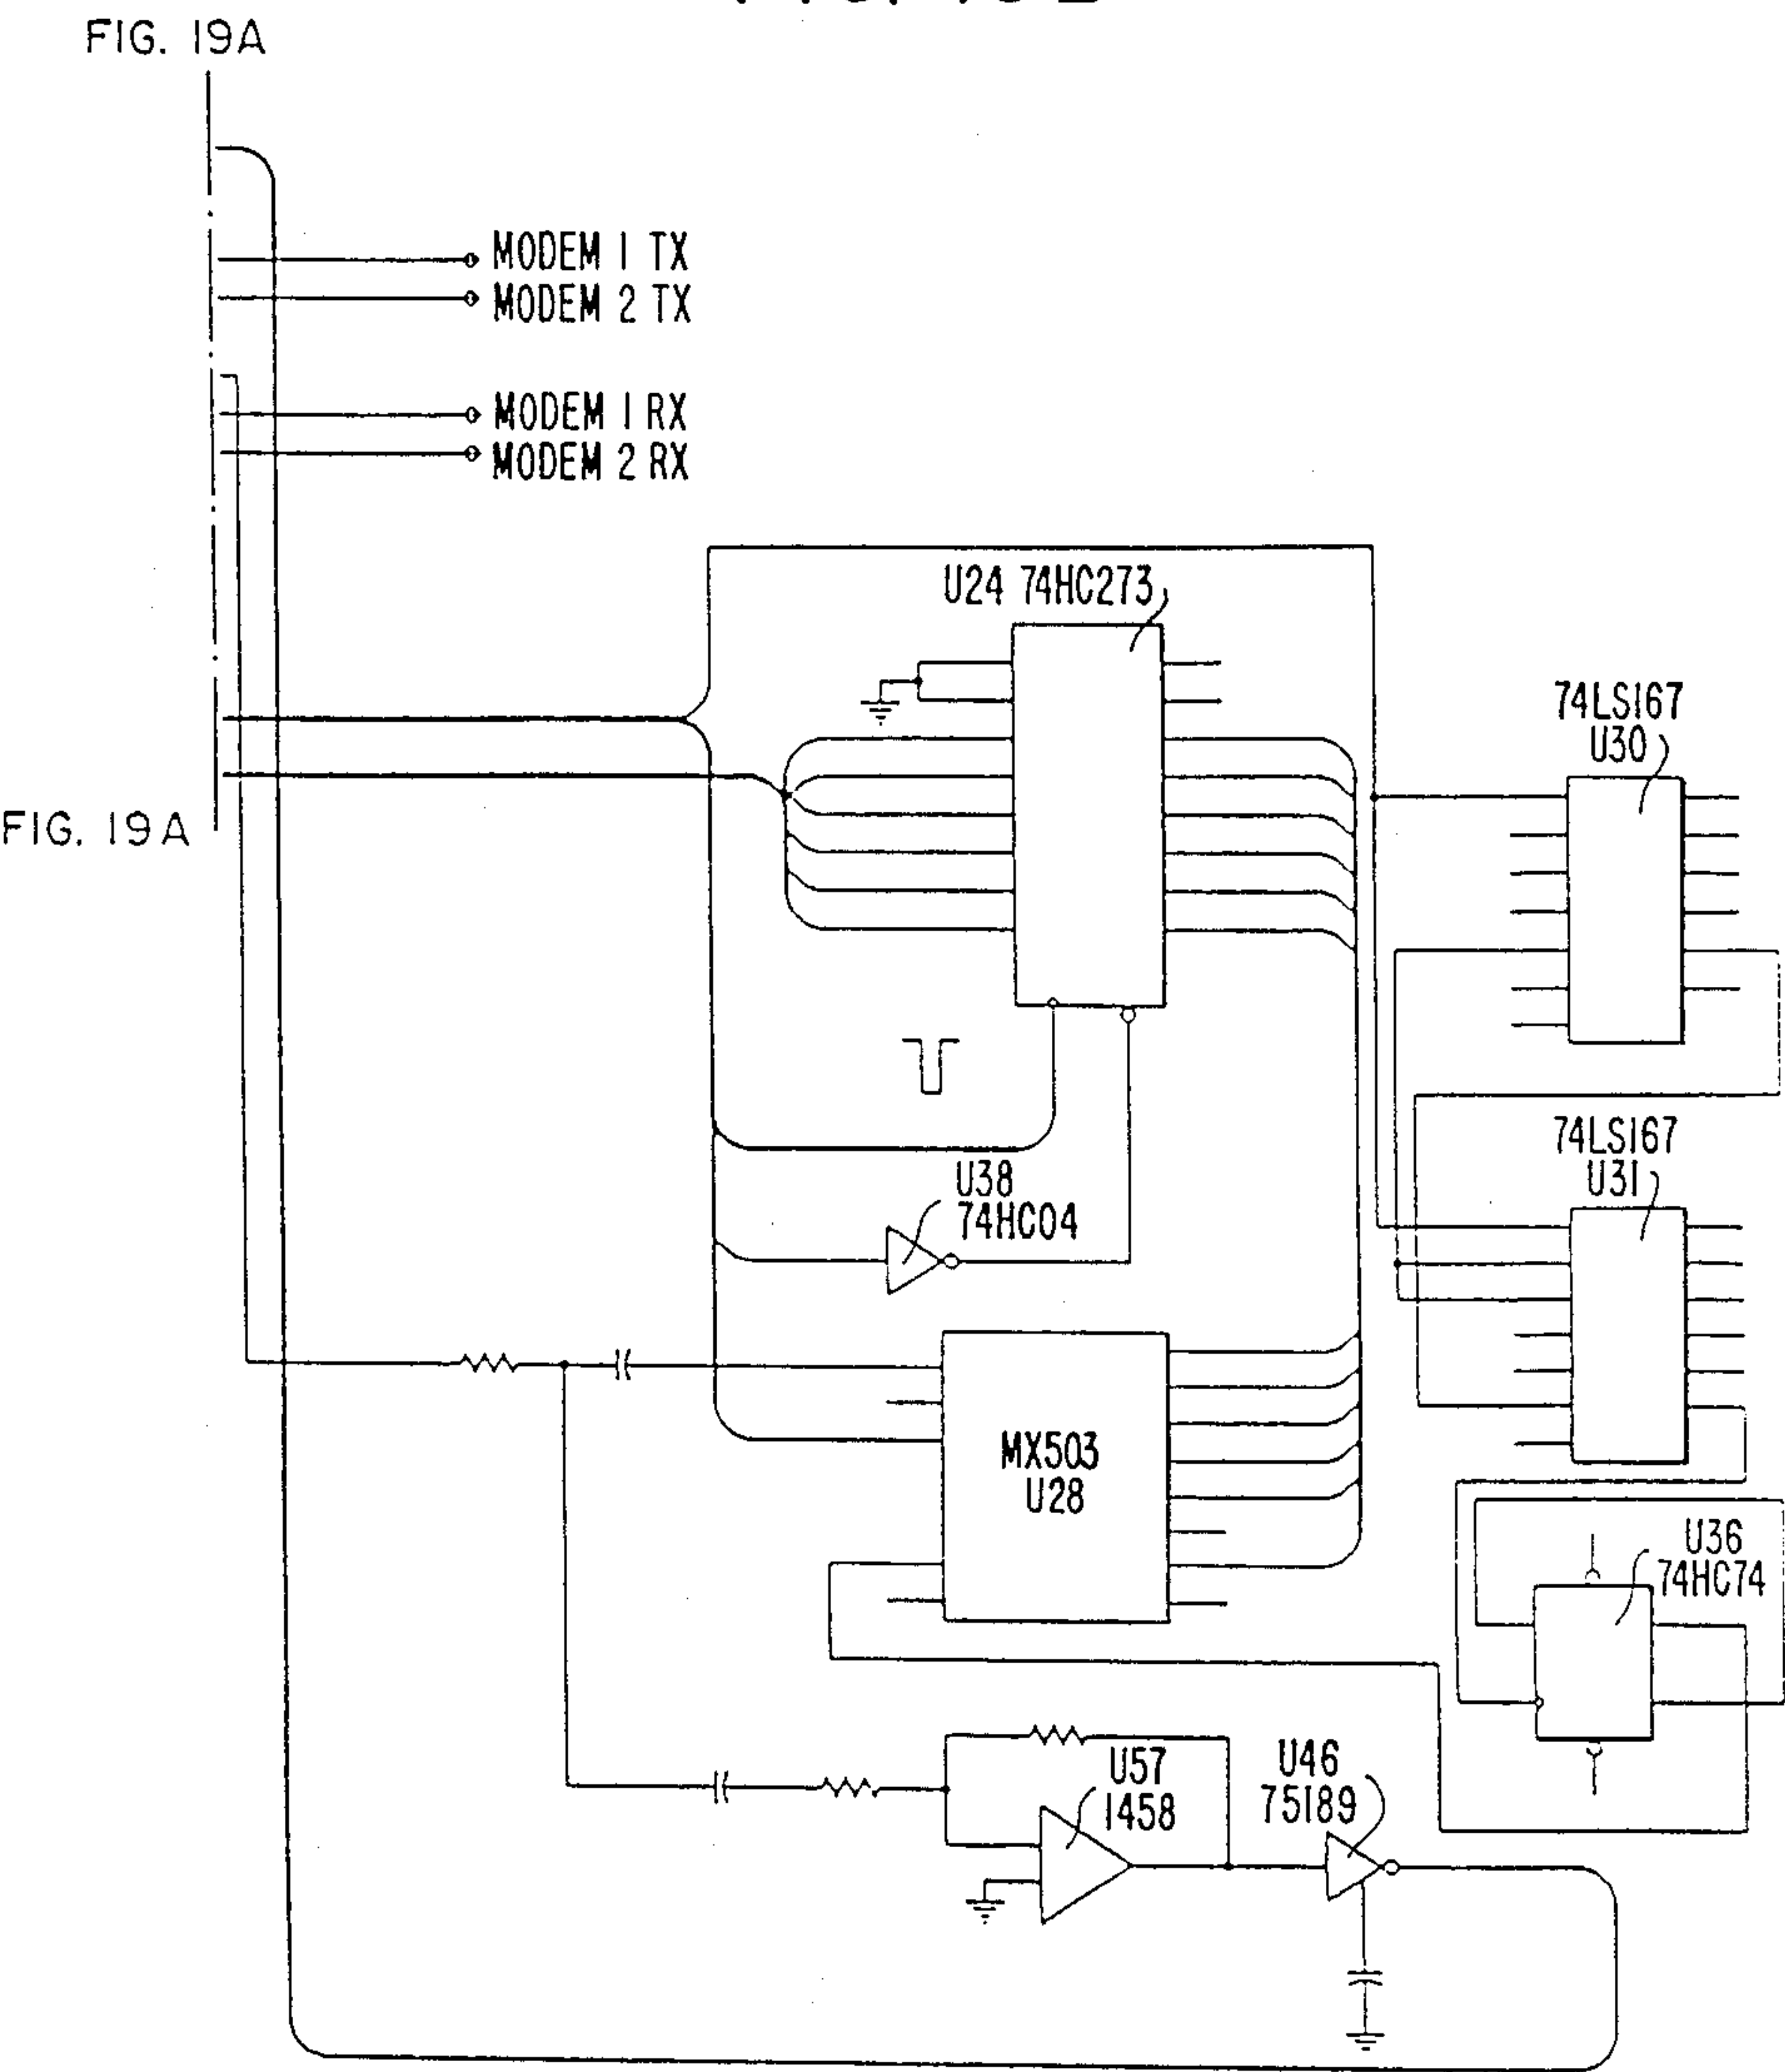 FIG. 19A
MODEM 1 TX
MODEM 2 TX
MODEM 1 RX
MODEM 2 RX
U24 74HC273
74LS167
U30
FIG. 19A
74LS167
U31
U38
74HC04
MX503
U28
U36
74HC74
U57
1458
U46
75189